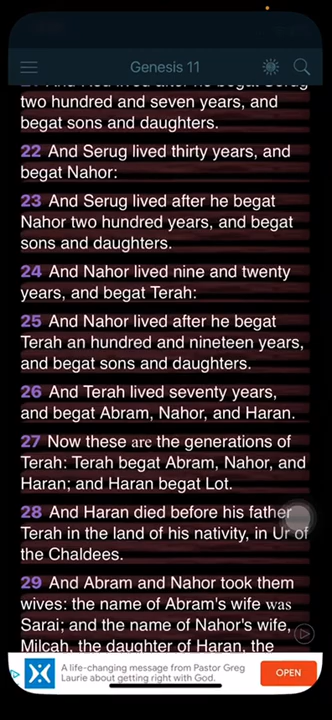 Genesis 11
21 And Reu lived after he begat Serug
two hundred and seven years, and
begat sons and daughters.
22 And Serug lived thirty years, and
begat Nahor:
23 And Serug lived after he begat
Nahor two hundred years, and begat
sons and daughters.
24 And Nahor lived nine and twenty
years, and begat Terah:
25 And Nahor lived after he begat
Terah an hundred and nineteen years,
and begat sons and daughters.
26 And Terah lived seventy years,
and begat Abram, Nahor, and Haran.
27 Now these are the generations of
Terah: Terah begat Abram, Nahor, and
Haran; and Haran begat Lot.
28 And Haran died before his father
Terah in the land of his nativity, in Ur of
the Chaldees.
29 And Abram and Nahor took them
wives: the name of Abram's wife was
Sarai; and the name of Nahor's wife,
Milcah, the daughter of Haran, the
A life-changing message from Pastor Greg
Laurie about getting right with God.
OPEN